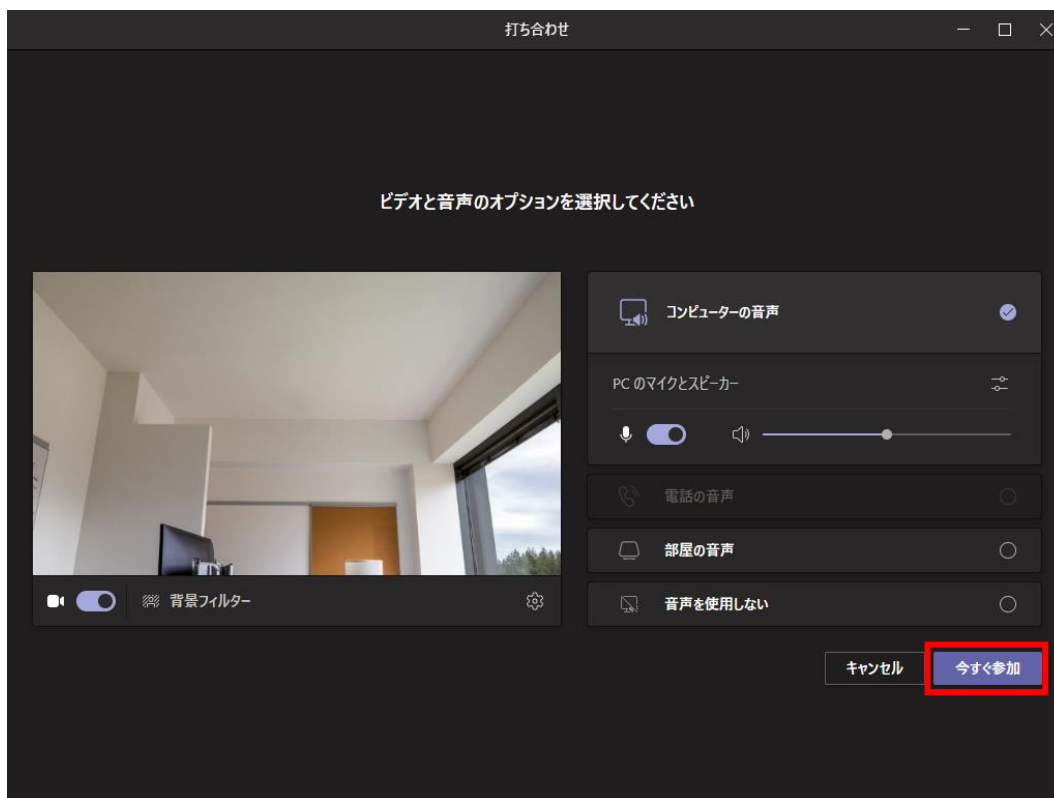 打ち合わせ
ビデオと音声のオプションを選択してください
コンピューターの音声
PC のマイクとスピーカー
電話の音声
部屋の音声
音声を使用しない
背景フィルター
キャンセル
今すぐ参加